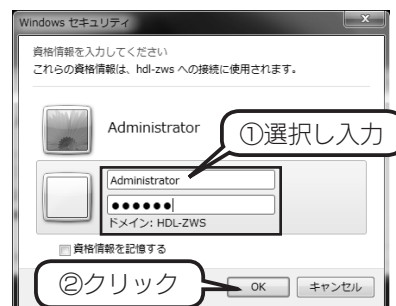 Windows セキュリティ
資格情報を入力してください
これらの資格情報は、hdl-zws への接続に使用されます。
Administrator
①選択し入力
Administrator
●●●●●●
ドメイン: HDL-ZWS
資格情報を記憶する
②クリック
OK
キャンセル